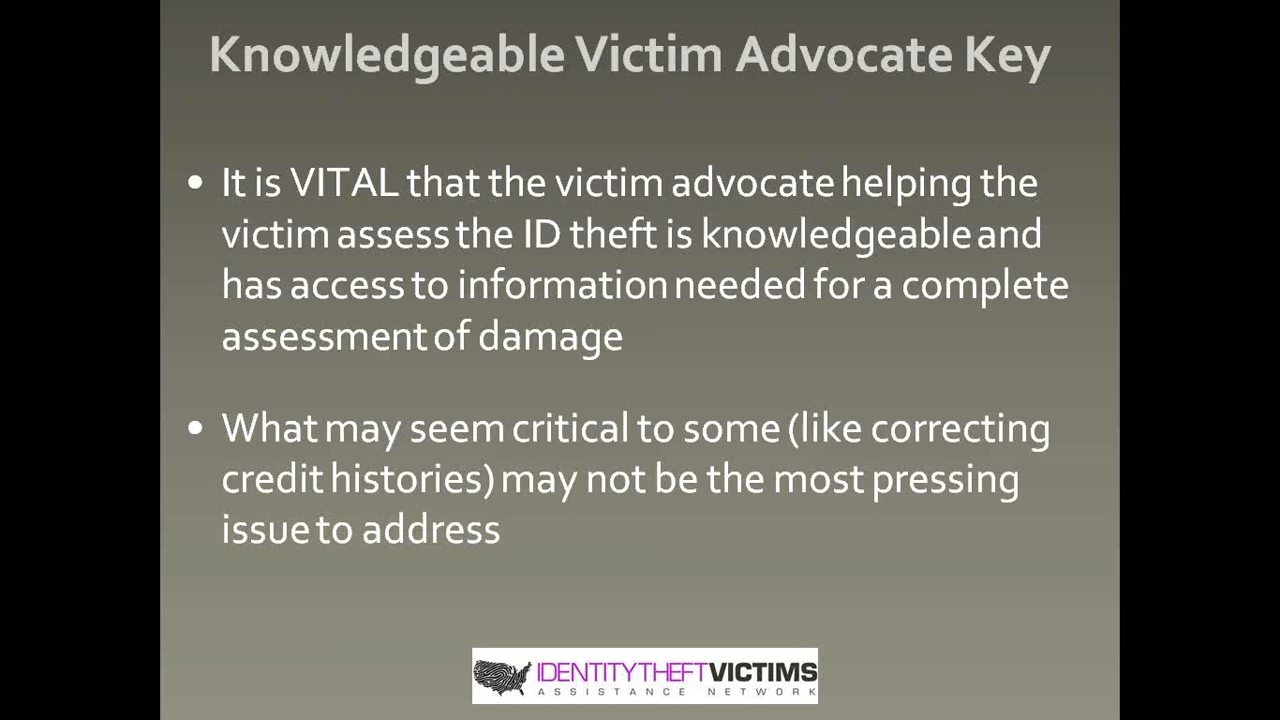 Knowledgeable Victim Advocate Key
• It is VITAL that the victim advocate helping the
victim assess the ID theft is knowledgeable and
has access to information needed for a complete
assessment of damage
• What may seem critical to some (like correcting
credit histories) may not be the most pressing
issue to address
IDENTITYTHEFTVICTIMS
ASSISTANCE NETWORK